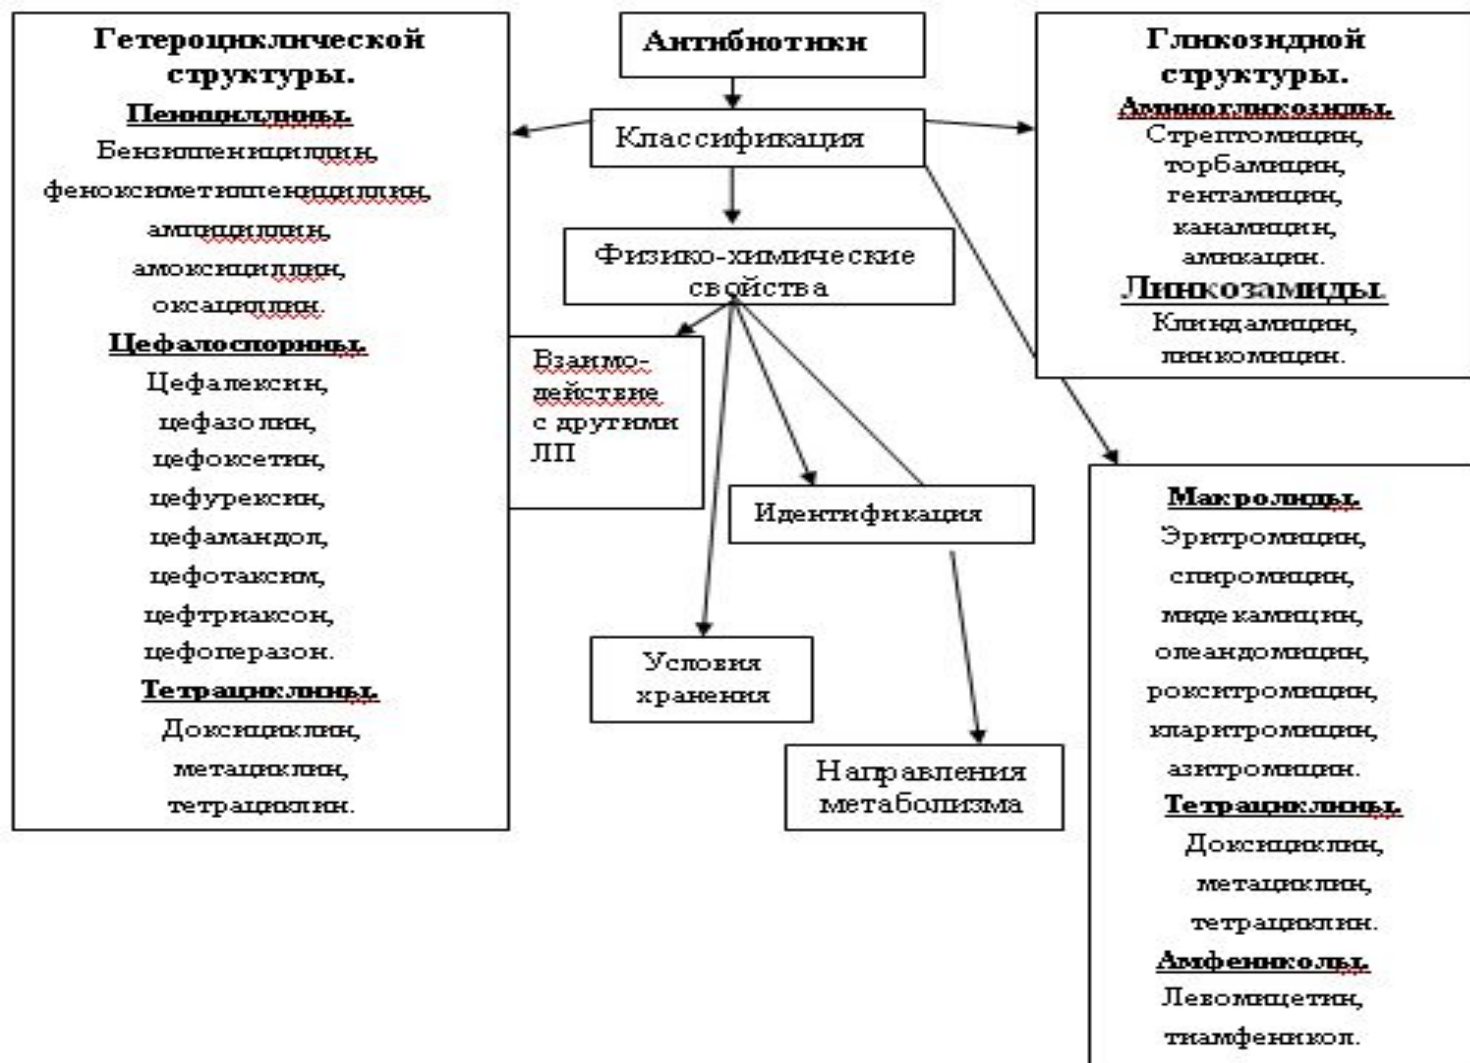 Гетероциклической
структуры.
Пенициллины.
Бензилпенициллин,
феноксиметилпенициллин,
ампициллин,
амоксициллин,
оксациллин.
Цефалоспорины.
Цефалексин,
цефазолин,
цефоксетин,
цефурексин,
цефамандол,
цефотаксим,
цефтриаксон,
цефоперазон.
Тетрациклины.
Доксициклин,
метациклин,
тетрациклин.
Антибиотики
Классификация
Физико-химические
свойства
Взаимо-
действие
с другими
ЛП
Идентификация
Условия
хранения
Направления
метаболизма
Гликозидной
структуры.
Аминогликозиды.
Стрептомицин,
торбамицин,
гентамицин,
канамицин,
амикацин.
Линкозамиды.
Клиндамицин,
линкомицин.
Макролиды.
Эритромицин,
спиромицин,
мидекамицин,
олеандомицин,
рокситромицин,
кларитромицин,
азитромицин.
Тетрациклины.
Доксициклин,
метациклин,
тетрациклин.
Амфениколы.
Левомицетин,
тиамфеникол.